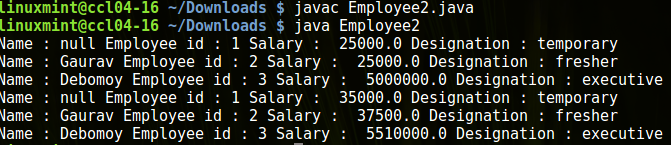 linuxmint@ccl04-16 ~/Downloads $ javac Employee2.java
linuxmint@ccl04-16 ~/Downloads $ java Employee2
Name : null Employee id : 1 Salary :  25000.0 Designation : temporary
Name : Gaurav Employee id : 2 Salary :  25000.0 Designation : fresher
Name : Debomoy Employee id : 3 Salary :  5000000.0 Designation : executive
Name : null Employee id : 1 Salary :  35000.0 Designation : temporary
Name : Gaurav Employee id : 2 Salary :  37500.0 Designation : fresher
Name : Debomoy Employee id : 3 Salary :  5510000.0 Designation : executive